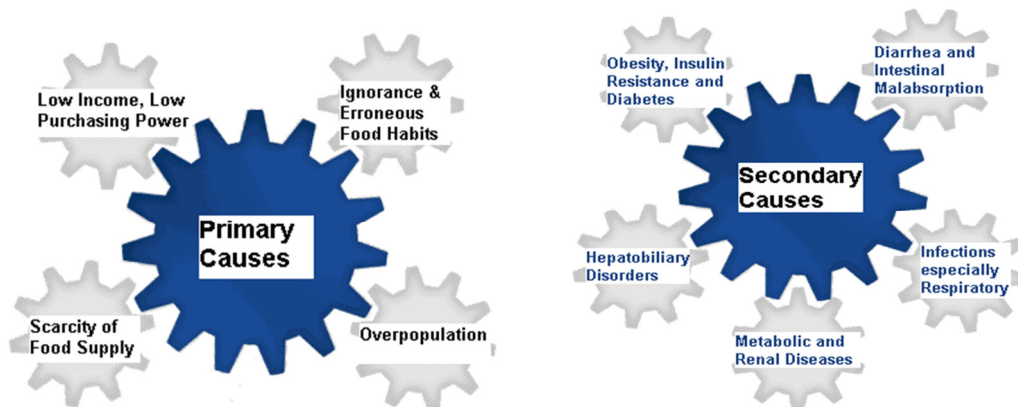 Low Income, Low
Purchasing Power
Ignorance &
Erroneous
Food Habits
Primary
Causes
Scarcity of
Food Supply
Overpopulation
Obesity, Insulin
Resistance and
Diabetes
Diarrhea and
Intestinal
Malabsorption
Secondary
Causes
Hepatobiliary
Disorders
Infections
especially
Respiratory
Metabolic and
Renal Diseases